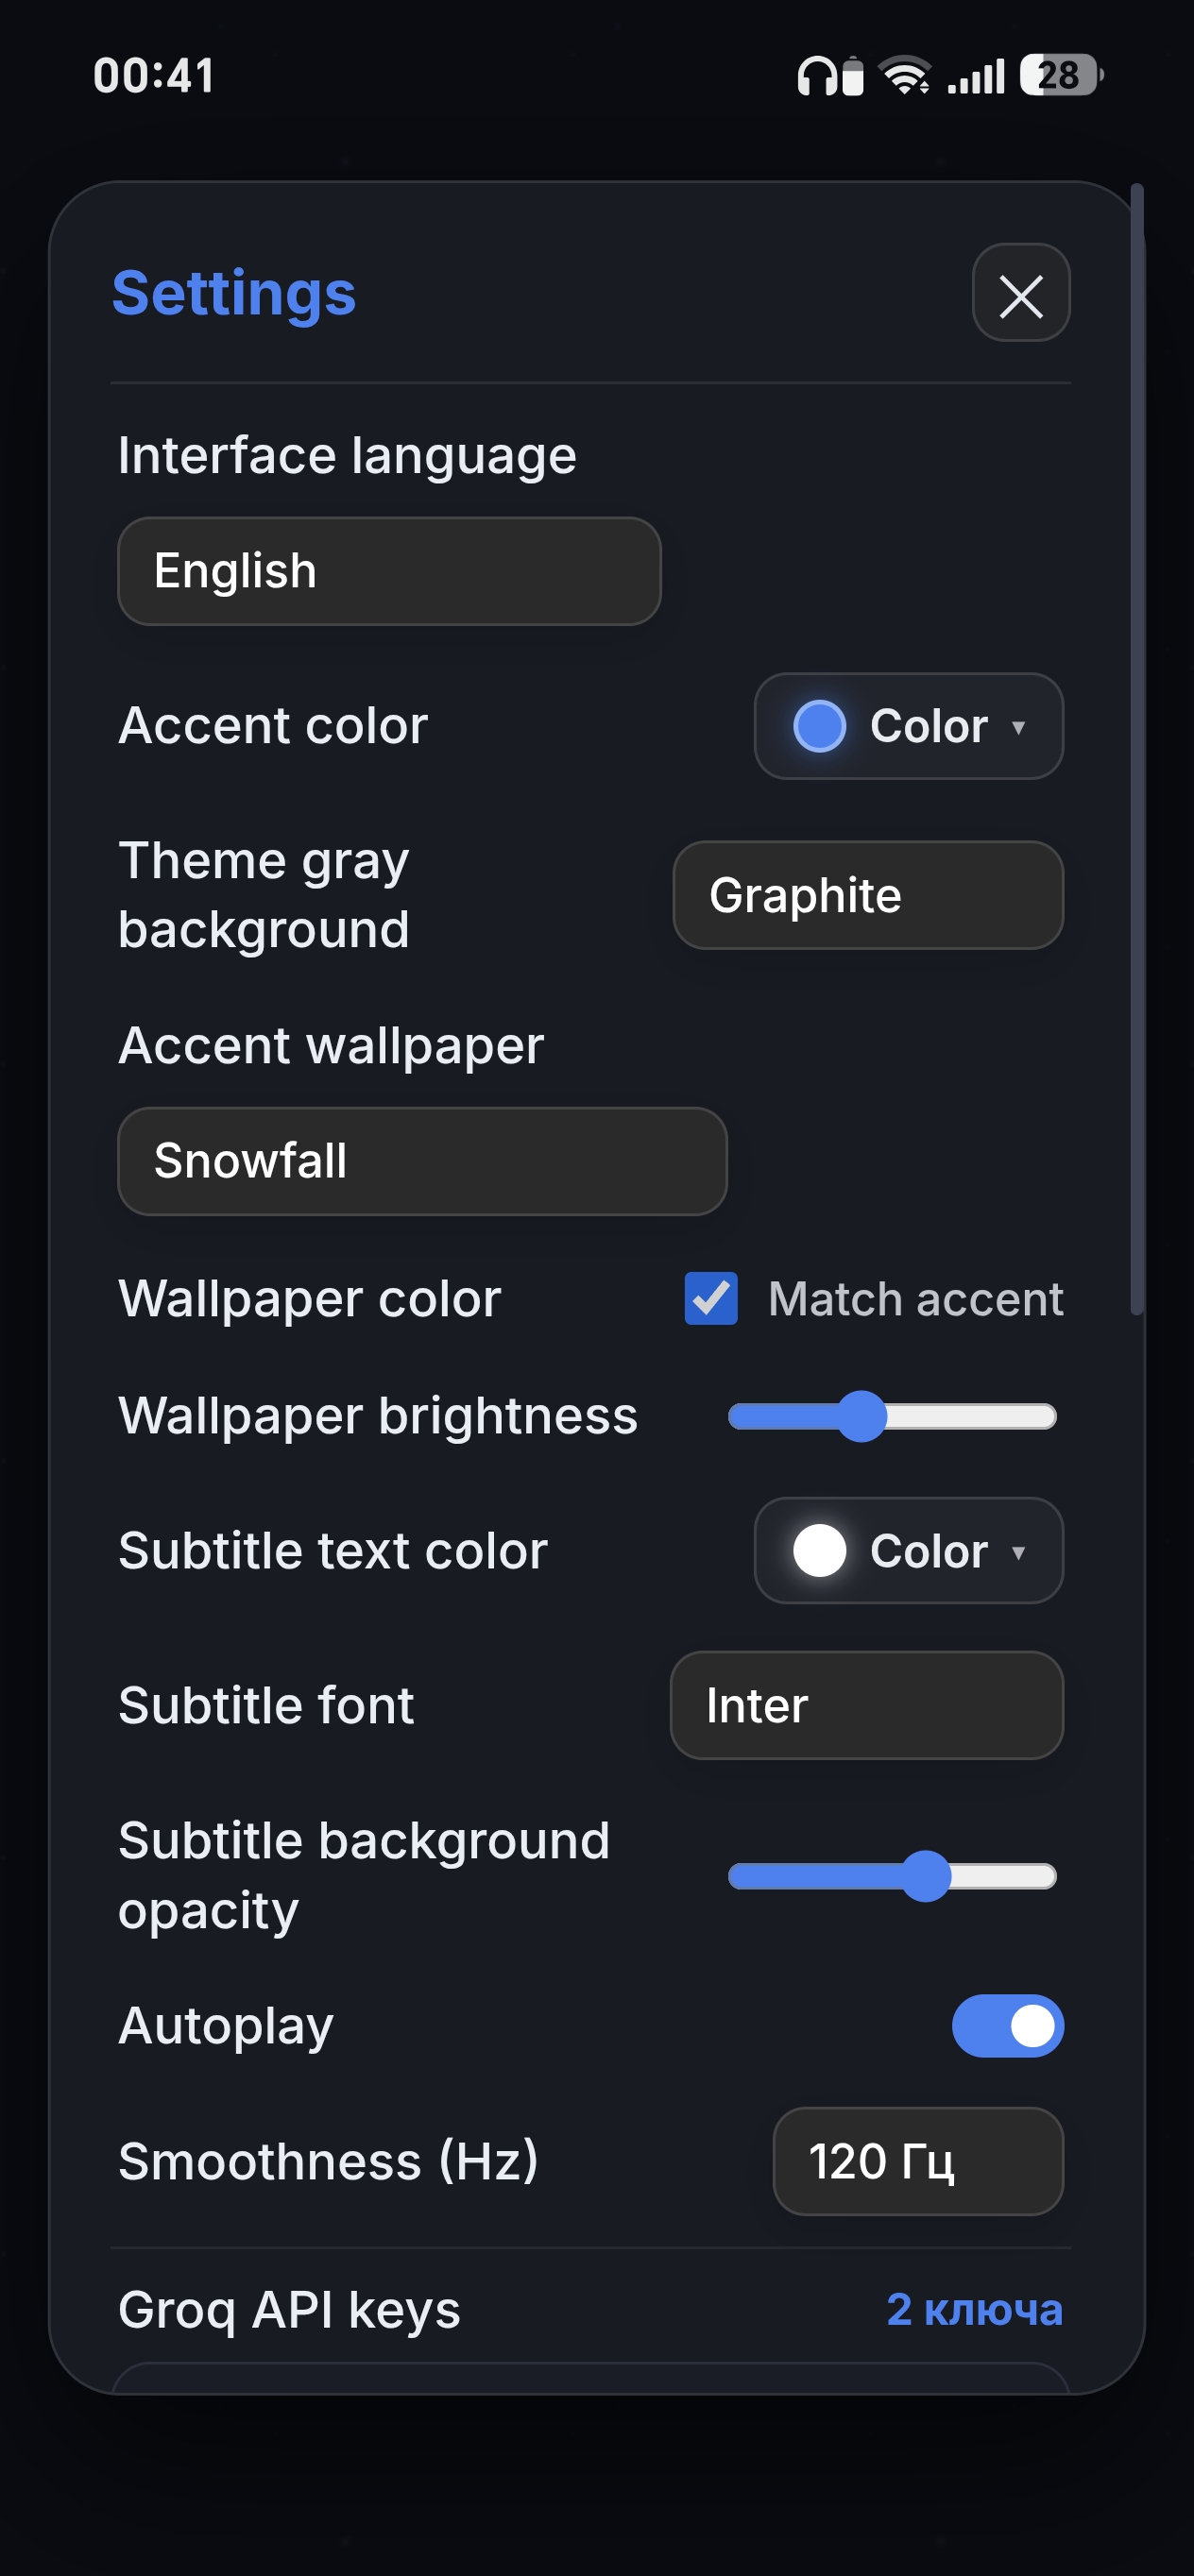 00:41
28
Settings
Interface language
English
Accent color
Color
Theme gray
background
Graphite
Accent wallpaper
Snowfall
Wallpaper color
Match accent
Wallpaper brightness
Subtitle text color
Color
Subtitle font
Inter
Subtitle background
opacity
Autoplay
Smoothness (Hz)
120 Гц
Groq API keys
2 ключа